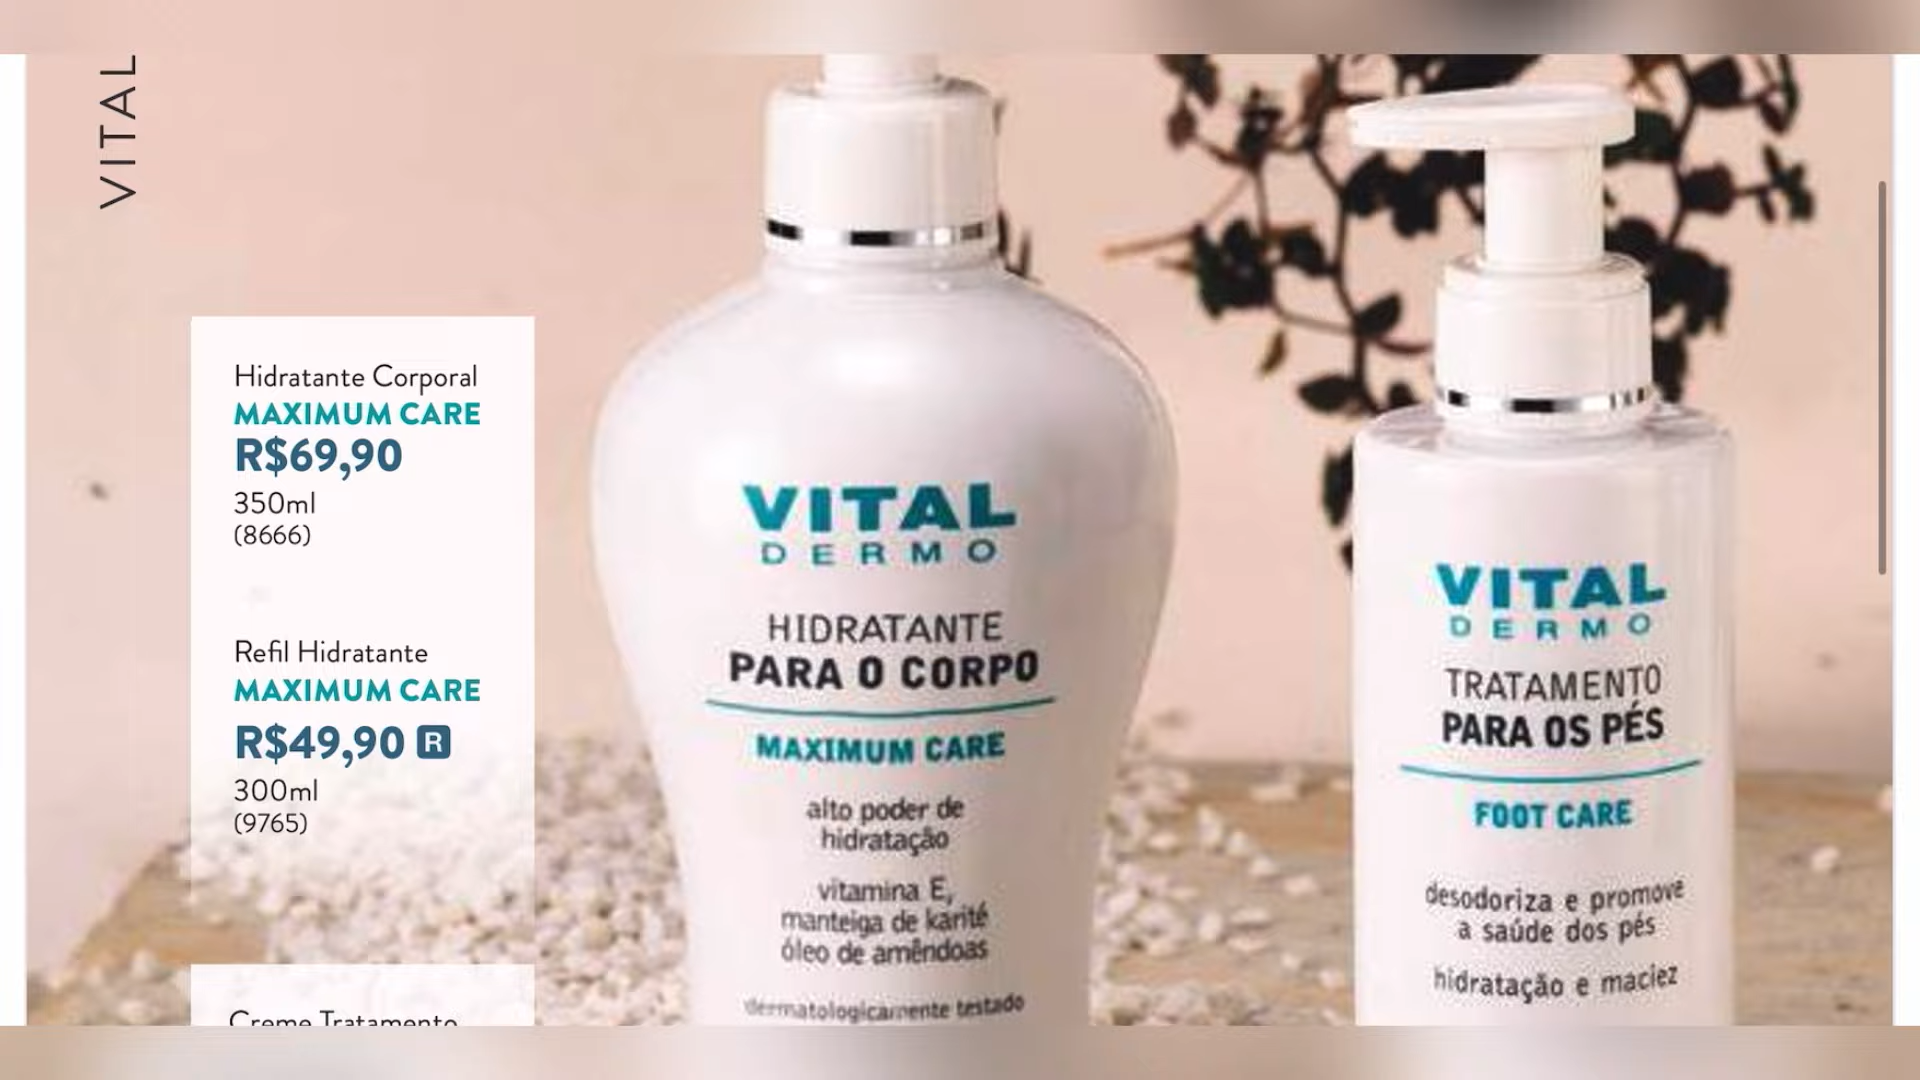 VITAL
Hidratante Corporal
MAXIMUM CARE
R$69,90
350ml
(8666)
Refil Hidratante
MAXIMUM CARE
R$49,90 R
300ml
(9765)
Creme Tratamento
VITAL
DERMO
HIDRATANTE
PARA O CORPO
MAXIMUM CARE
alto poder de
hidratação
vitamina E,
manteiga de karité
óleo de amêndoas
dermatologicamente testado
VITAL
DERMO
TRATAMENTO
PARA OS PÉS
FOOT CARE
desodoriza e promove
a saúde dos pés
hidratação e maciez